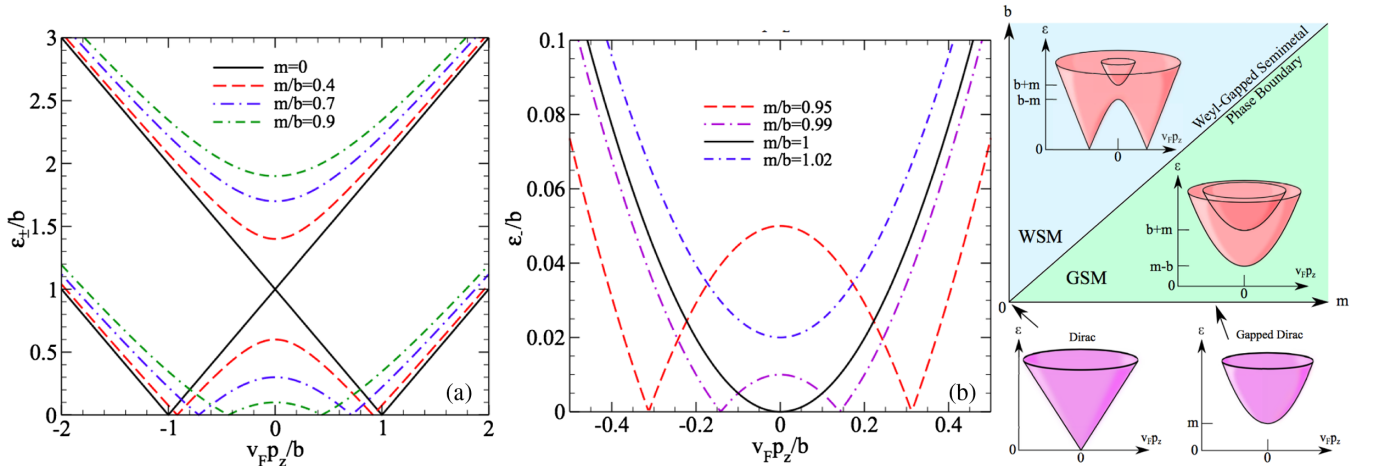 3
2.5
2
1.5
1
0.5
0
ε±/b
m=0
m/b=0.4
m/b=0.7
m/b=0.9
(a)
-2
-1
0
1
2
vFpz/b
0.1
0.08
0.06
0.04
0.02
0
ε-/b
m/b=0.95
m/b=0.99
m/b=1
m/b=1.02
(b)
-0.4
-0.2
0
0.2
0.4
vFpz/b
b
ε
b+m
b-m
0
0
vFpz
Weyl-Gapped Semimetal
Phase Boundary
WSM
ε
b+m
m-b
0
0
vFpz
GSM
0
m
Dirac
ε
0
0
vFpz
Gapped Dirac
ε
m
0
0
vFpz